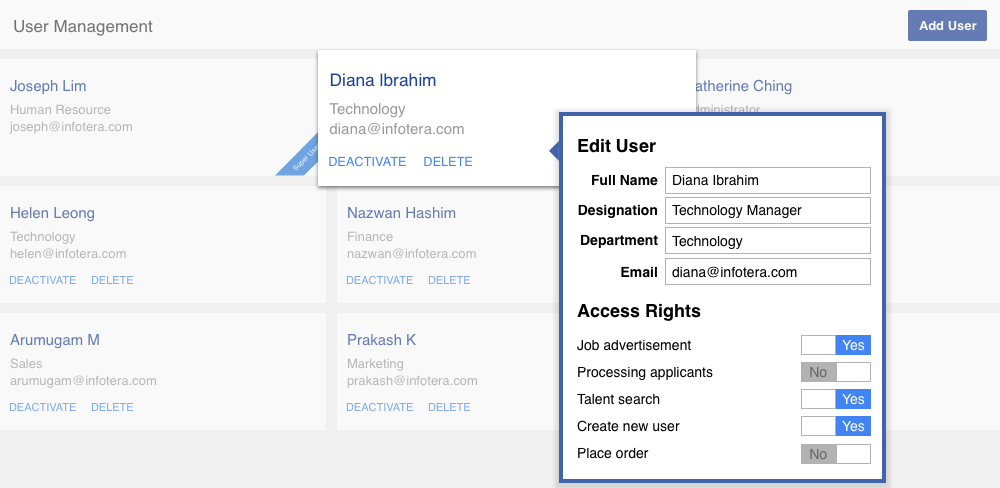 User Management
Add User
Joseph Lim
Human Resource
joseph@infotera.com
Diana Ibrahim
Technology
diana@infotera.com
DEACTIVATE DELETE
Helen Leong
Technology
helen@infotera.com
DEACTIVATE DELETE
Nazwan Hashim
Finance
nazwan@infotera.com
DEACTIVATE DELETE
Arumugam M
Sales
arumugam@infotera.com
DEACTIVATE DELETE
Prakash K
Marketing
prakash@infotera.com
DEACTIVATE DELETE
Ching
Edit User
Full Name Diana Ibrahim
Designation Technology Manager
Department Technology
Email diana@infotera.com
Access Rights
Job advertisement Yes
Processing applicants No
Talent search Yes
Create new user Yes
Place order No